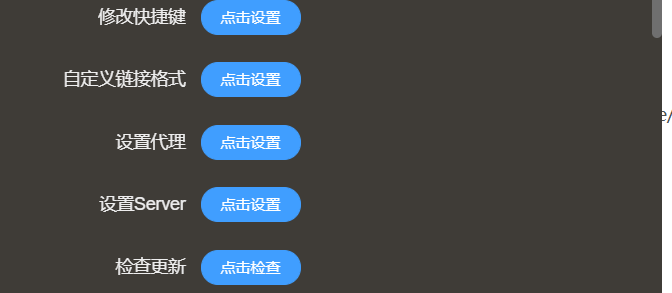 修改快捷键 点击设置
自定义链接格式 点击设置
e/
设置代理 点击设置
设置Server 点击设置
检查更新 点击检查